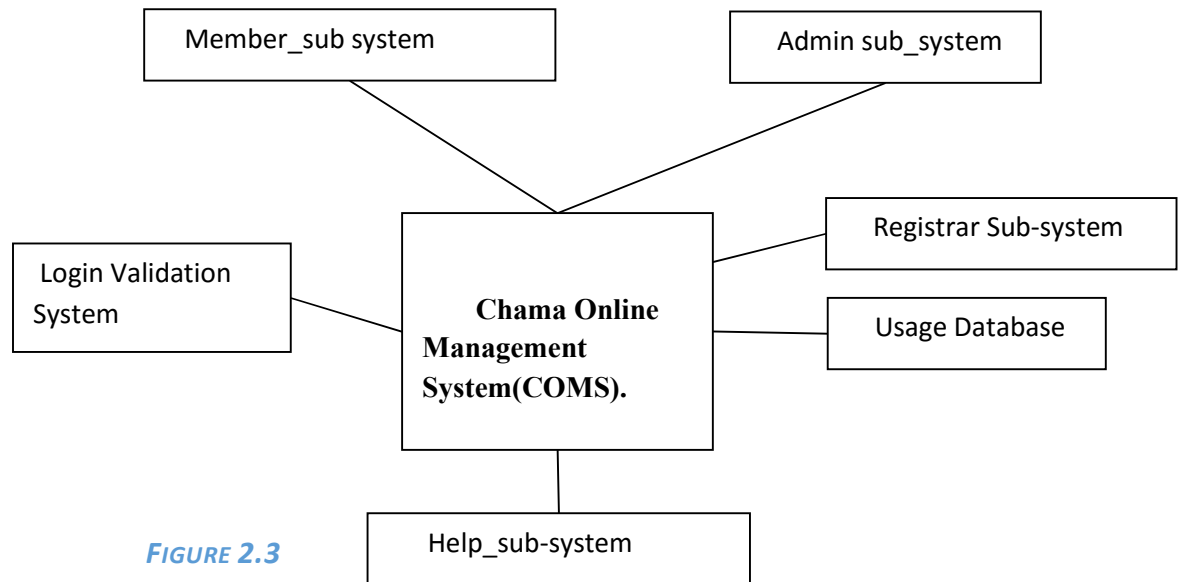 Member_sub system
Admin sub_system
Registrar Sub-system
Login Validation
System
Chama Online
Management
System(COMS).
Usage Database
Help_sub-system
FIGURE 2.3